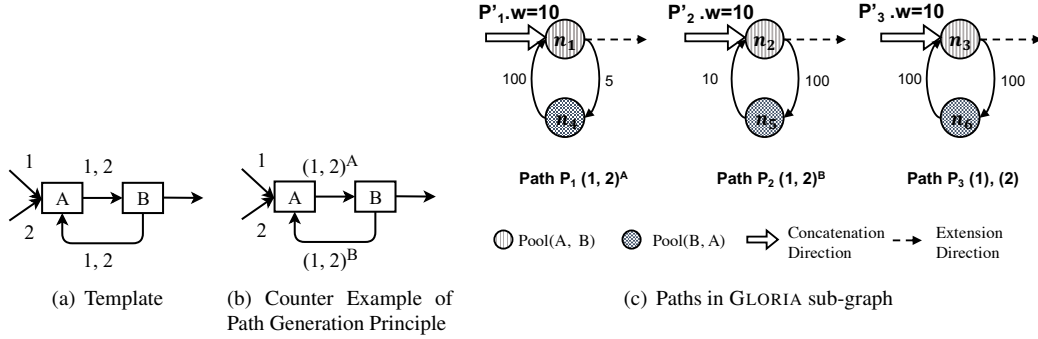 1
1, 2
A
B
2
1, 2
(a) Template
1
(1, 2)^A
A
B
2
(1, 2)^B
(b) Counter Example of
Path Generation Principle
P'₁.w=10
n₁
100
5
n₄
Path P₁ (1, 2)^A
P'₂ .w=10
n₂
10
100
n₅
Path P₂ (1, 2)^B
P'₃ .w=10
n₃
100
100
n₆
Path P₃ (1), (2)
Pool(A, B)
Pool(B, A)
Concatenation
Direction
Extension
Direction
(c) Paths in GLORIA sub-graph